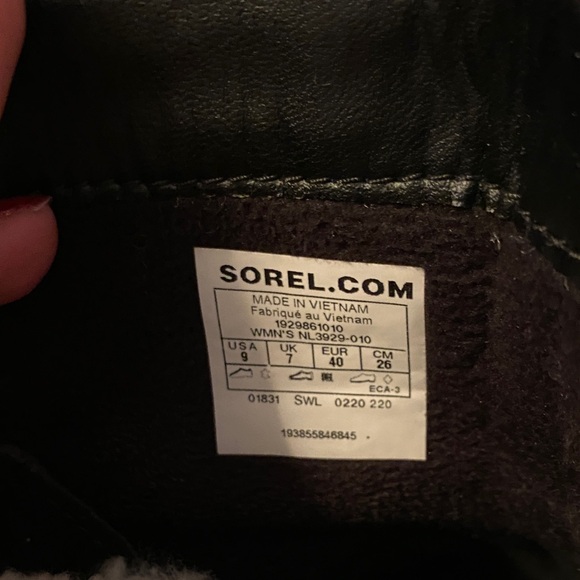 SOREL.COM
MADE IN VIETNAM
Fabriqué au Vietnam
1929861010
WMN'S NL3929-010
USA UK EUR CM
9 7 40 26
ECA-3
01831 SWL 0220 220
193855846845